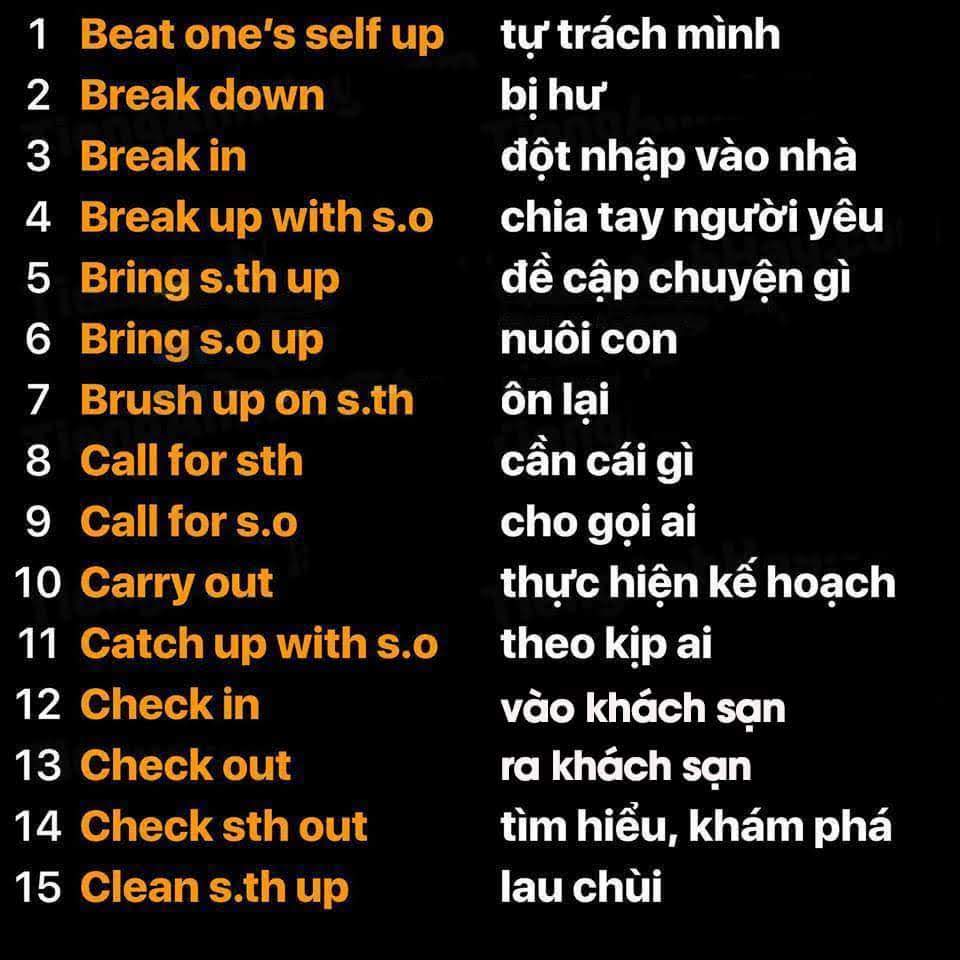 1 Beat one's self up tự trách mình
2 Break down bị hư
3 Break in đột nhập vào nhà
4 Break up with s.o chia tay người yêu
5 Bring s.th up đề cập chuyện gì
6 Bring s.o up nuôi con
7 Brush up on s.th ôn lại
8 Call for sth cần cái gì
9 Call for s.o cho gọi ai
10 Carry out thực hiện kế hoạch
11 Catch up with s.o theo kịp ai
12 Check in vào khách sạn
13 Check out ra khách sạn
14 Check sth out tìm hiểu, khám phá
15 Clean s.th up lau chùi